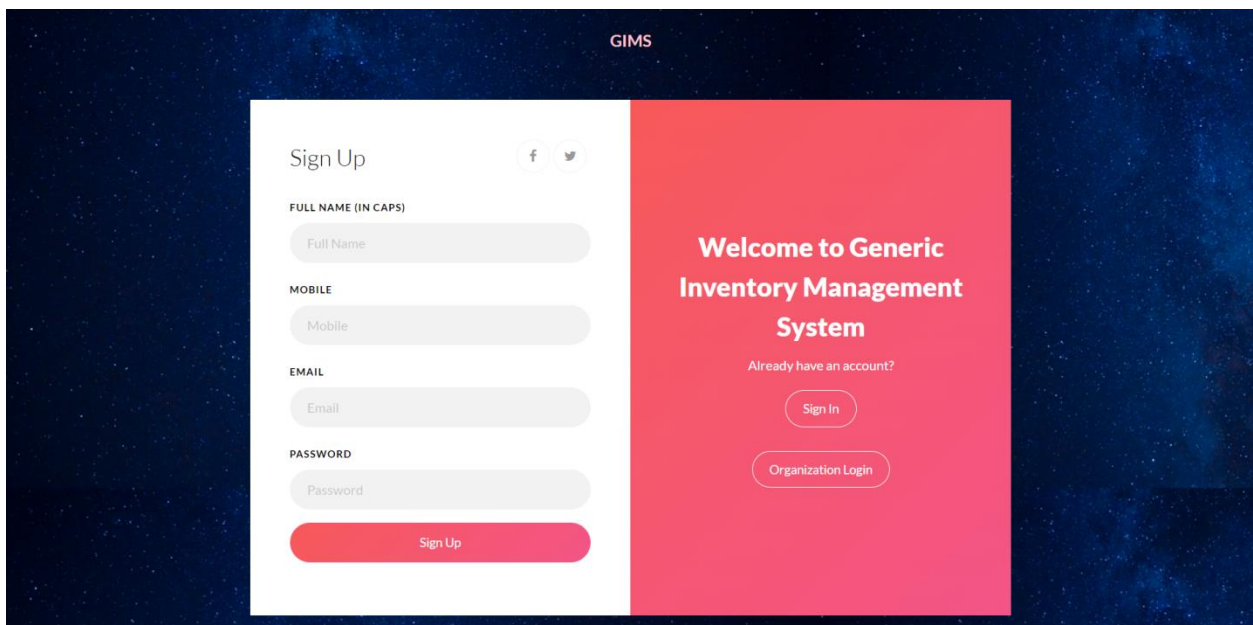 GIMS
Sign Up
FULL NAME (IN CAPS)
Full Name
MOBILE
Mobile
EMAIL
Email
PASSWORD
Password
Sign Up
Welcome to Generic
Inventory Management
System
Already have an account?
Sign In
Organization Login